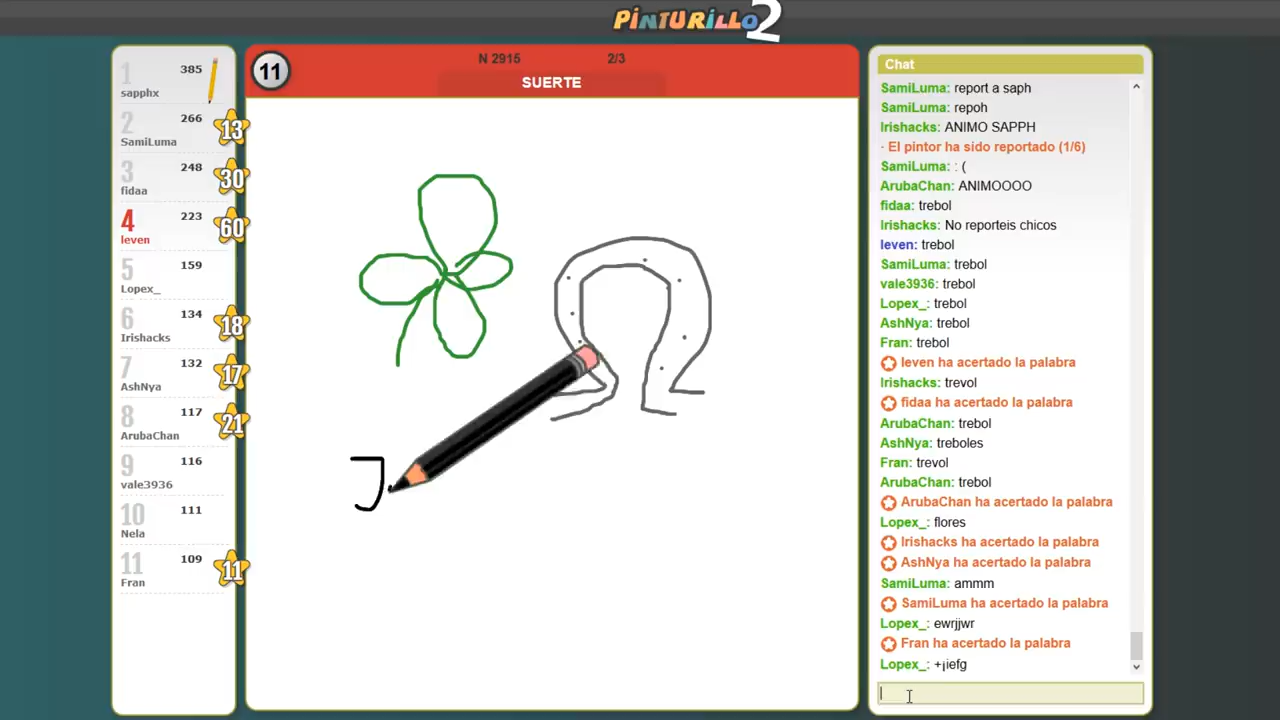 PiNTURiLLO 2
1
385
sapphx
2
266
SamiLuma
13
3
248
fidaa
30
4
223
leven
60
5
159
Lopex_
6
134
Irishacks
18
7
132
AshNya
17
8
117
ArubaChan
21
9
116
vale3936
10
111
Nela
11
109
Fran
11
11
N 2915 2/3
SUERTE
J
Chat
SamiLuma: report a saph
SamiLuma: repoh
Irishacks: ANIMO SAPPH
· El pintor ha sido reportado (1/6)
SamiLuma: : (
ArubaChan: ANIMOOOO
fidaa: trebol
Irishacks: No reporteis chicos
leven: trebol
SamiLuma: trebol
vale3936: trebol
Lopex_: trebol
AshNya: trebol
Fran: trebol
leven ha acertado la palabra
Irishacks: trevol
fidaa ha acertado la palabra
ArubaChan: trebol
AshNya: treboles
Fran: trevol
ArubaChan: trebol
ArubaChan ha acertado la palabra
Lopex_: flores
Irishacks ha acertado la palabra
AshNya ha acertado la palabra
SamiLuma: ammm
SamiLuma ha acertado la palabra
Lopex_: ewrjjwr
Fran ha acertado la palabra
Lopex_: +¡iefg